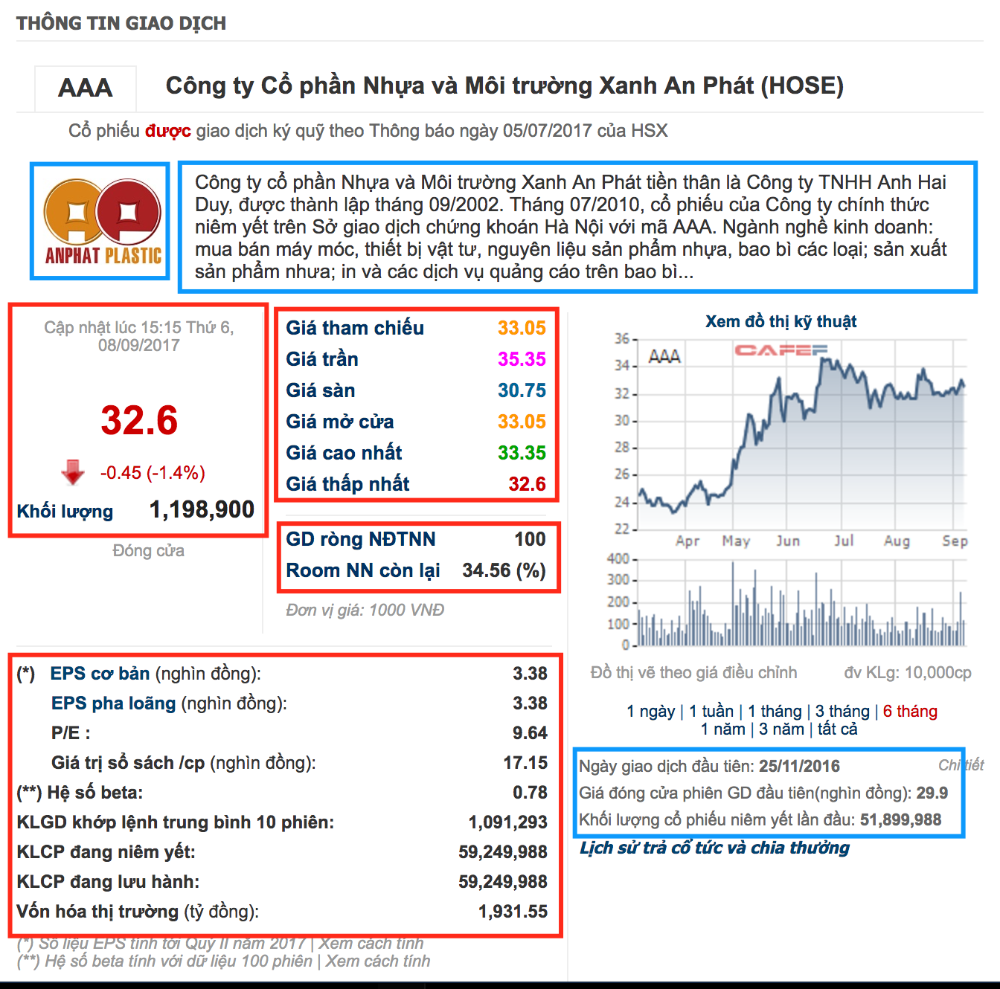 THÔNG TIN GIAO DỊCH
AAA
Công ty Cổ phần Nhựa và Môi trường Xanh An Phát (HOSE)
Cổ phiếu được giao dịch ký quỹ theo Thông báo ngày 05/07/2017 của HSX
ANPHAT PLASTIC
Công ty cổ phần Nhựa và Môi trường Xanh An Phát tiền thân là Công ty TNHH Anh Hai
Duy, được thành lập tháng 09/2002. Tháng 07/2010, cổ phiếu của Công ty chính thức
niêm yết trên Sở giao dịch chứng khoán Hà Nội với mã AAA. Ngành nghề kinh doanh:
mua bán máy móc, thiết bị vật tư, nguyên liệu sản phẩm nhựa, bao bì các loại; sản xuất
sản phẩm nhưa; in và các dịch vụ quảng cáo trên bao bì...
Cập nhật lúc 15:15 Thứ 6,
08/09/2017
32.6
-0.45 (-1.4%)
Khối lượng 1,198,900
Đóng cửa
Giá tham chiếu 33.05
Giá trần 35.35
Giá sàn 30.75
Giá mở cửa 33.05
Giá cao nhất 33.35
Giá thấp nhất 32.6
GD ròng NĐTNN 100
Room NN còn lại 34.56 (%)
Đơn vị giá: 1000 VNĐ
Xem đồ thị kỹ thuật
AAA
CAFEF
36
34
32
30
28
26
24
22
Apr May Jun Jul Aug Sep
400
300
200
100
0
Đồ thị vẽ theo giá điều chỉnh đv KLg: 10,000cp
1 ngày | 1 tuần | 1 tháng | 3 tháng | 6 tháng
1 năm | 3 năm | tất cả
(*) EPS cơ bản (nghìn đồng): 3.38
EPS pha loãng (nghìn đồng): 3.38
P/E : 9.64
Giá trị sổ sách /cp (nghìn đồng): 17.15
(**) Hệ số beta: 0.78
KLGD khớp lệnh trung bình 10 phiên: 1,091,293
KLCP đang niêm yết: 59,249,988
KLCP đang lưu hành: 59,249,988
Vốn hóa thị trường (tỷ đồng): 1,931.55
(*) Số liệu EPS tính tới Quý II năm 2017 | Xem cách tính
(**) Hệ số beta tính với dữ liệu 100 phiên | Xem cách tính
Ngày giao dịch đầu tiên: 25/11/2016 Chi tiết
Giá đóng cửa phiên GD đầu tiên(nghìn đồng): 29.9
Khối lượng cổ phiếu niêm yết lần đầu: 51,899,988
Lịch sử trả cổ tức và chia thưởng